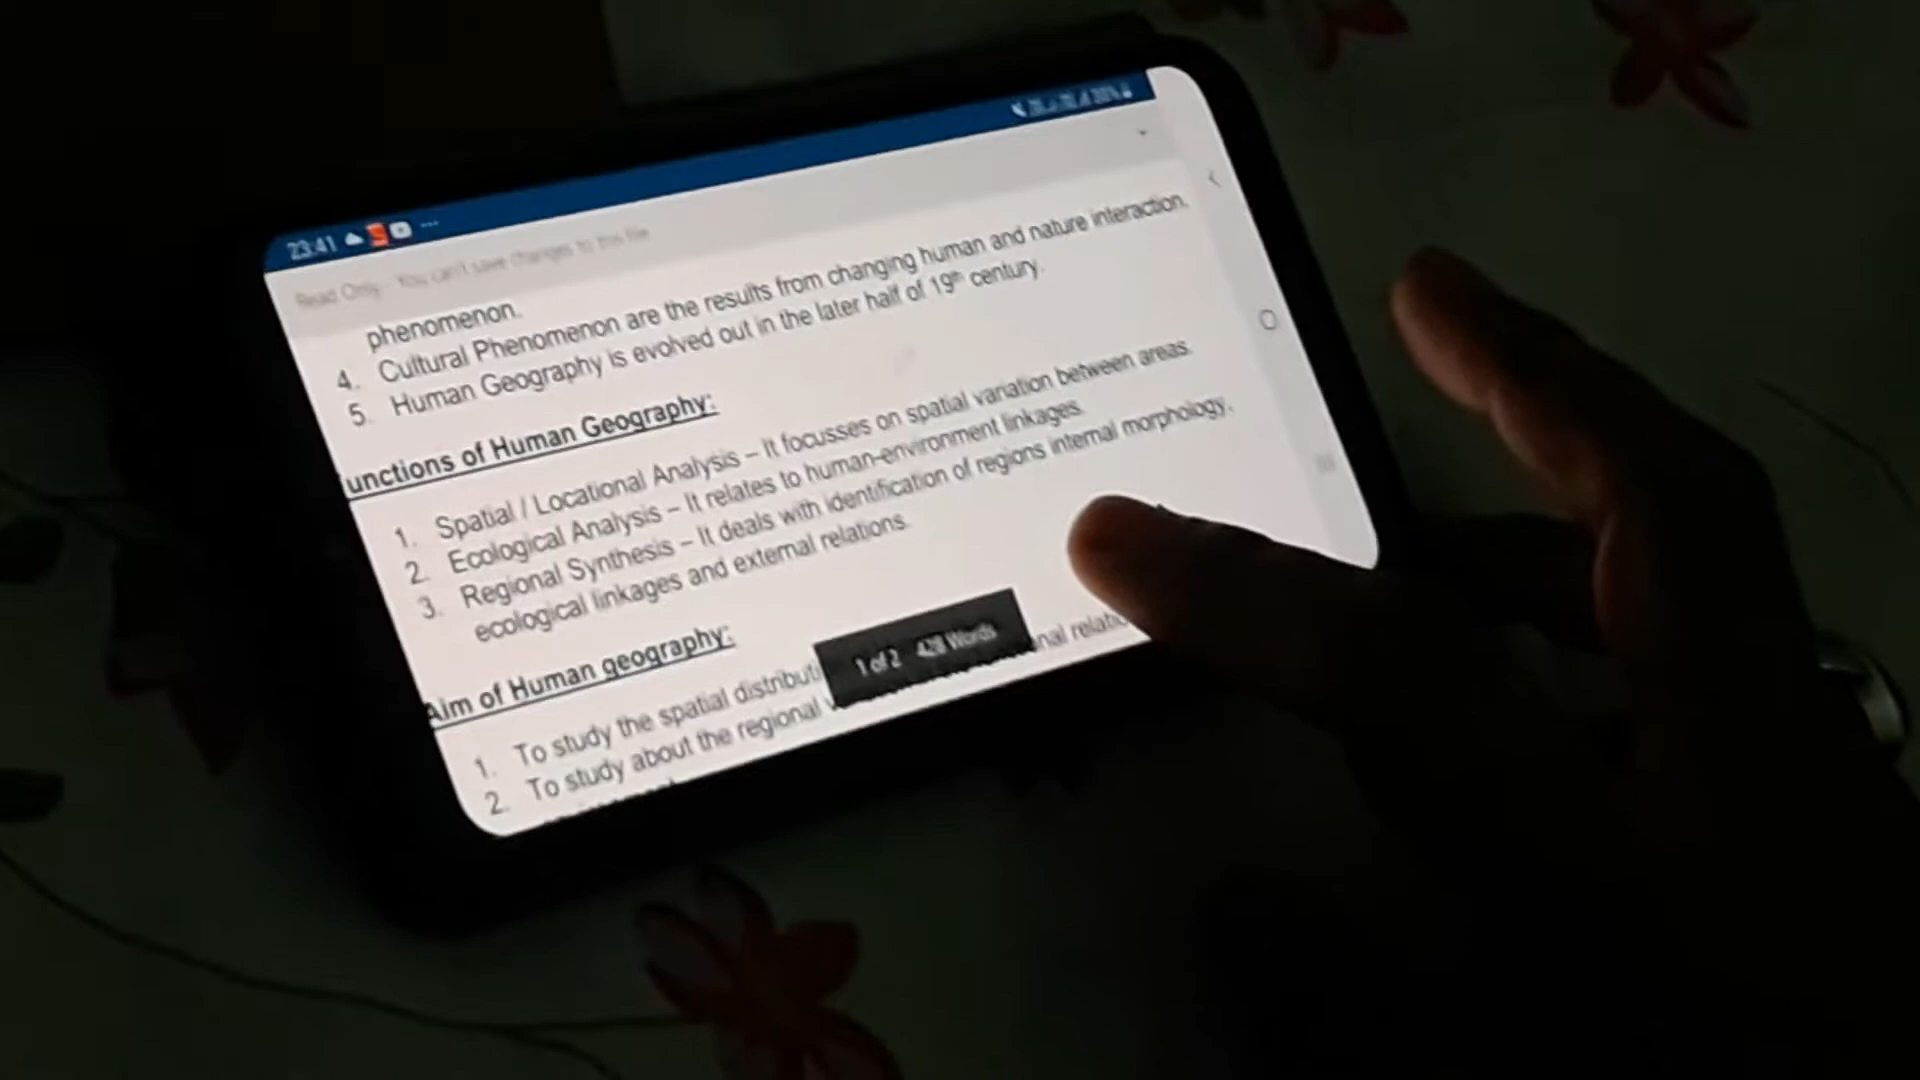 23:41
Read Only - You can't save changes to this file
phenomenon.
4. Cultural Phenomenon are the results from changing human and nature interaction.
5. Human Geography is evolved out in the later half of 19th century.
unctions of Human Geography:
1. Spatial / Locational Analysis – It focusses on spatial variation between areas.
2. Ecological Analysis – It relates to human-environment linkages.
3. Regional Synthesis – It deals with identification of regions internal morphology,
ecological linkages and external relations.
Aim of Human geography:
1. To study the spatial distributi
2. To study about the regional
1 of 2 428 Words